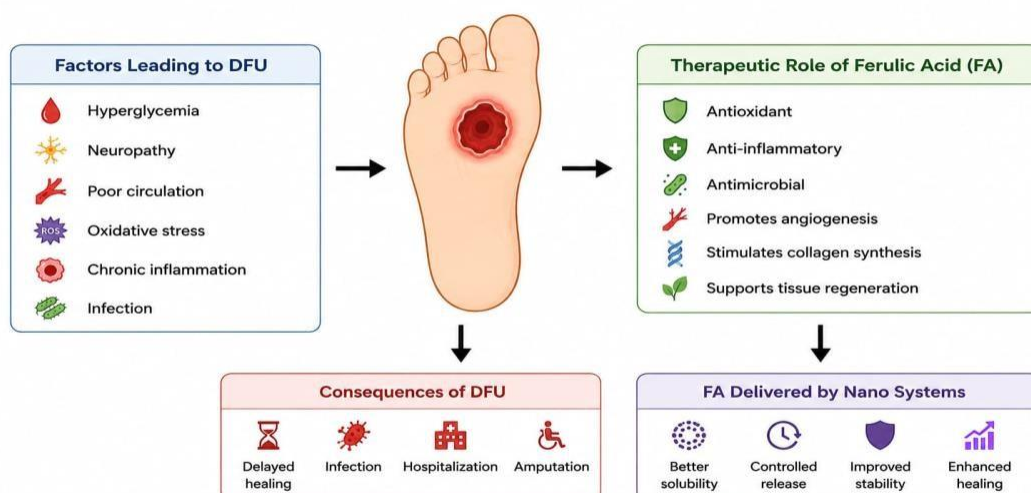 Factors Leading to DFU
Hyperglycemia
Neuropathy
Poor circulation
ROS
Oxidative stress
Chronic inflammation
Infection
Therapeutic Role of Ferulic Acid (FA)
Antioxidant
Anti-inflammatory
Antimicrobial
Promotes angiogenesis
Stimulates collagen synthesis
Supports tissue regeneration
Consequences of DFU
Delayed
healing
Infection
Hospitalization
Amputation
FA Delivered by Nano Systems
Better
solubility
Controlled
release
Improved
stability
Enhanced
healing